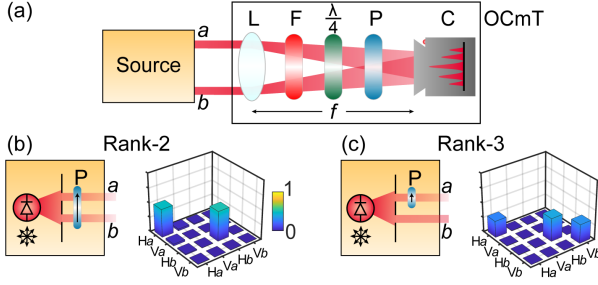 (a)
L F λ/4 P C OCmT
Source
a
b
f
(b) Rank-2
P
a
b
1
0
Ha Va Hb Vb
Ha Va Hb Vb
(c) Rank-3
P
a
b
Ha Va Hb Vb
Ha Va Hb Vb